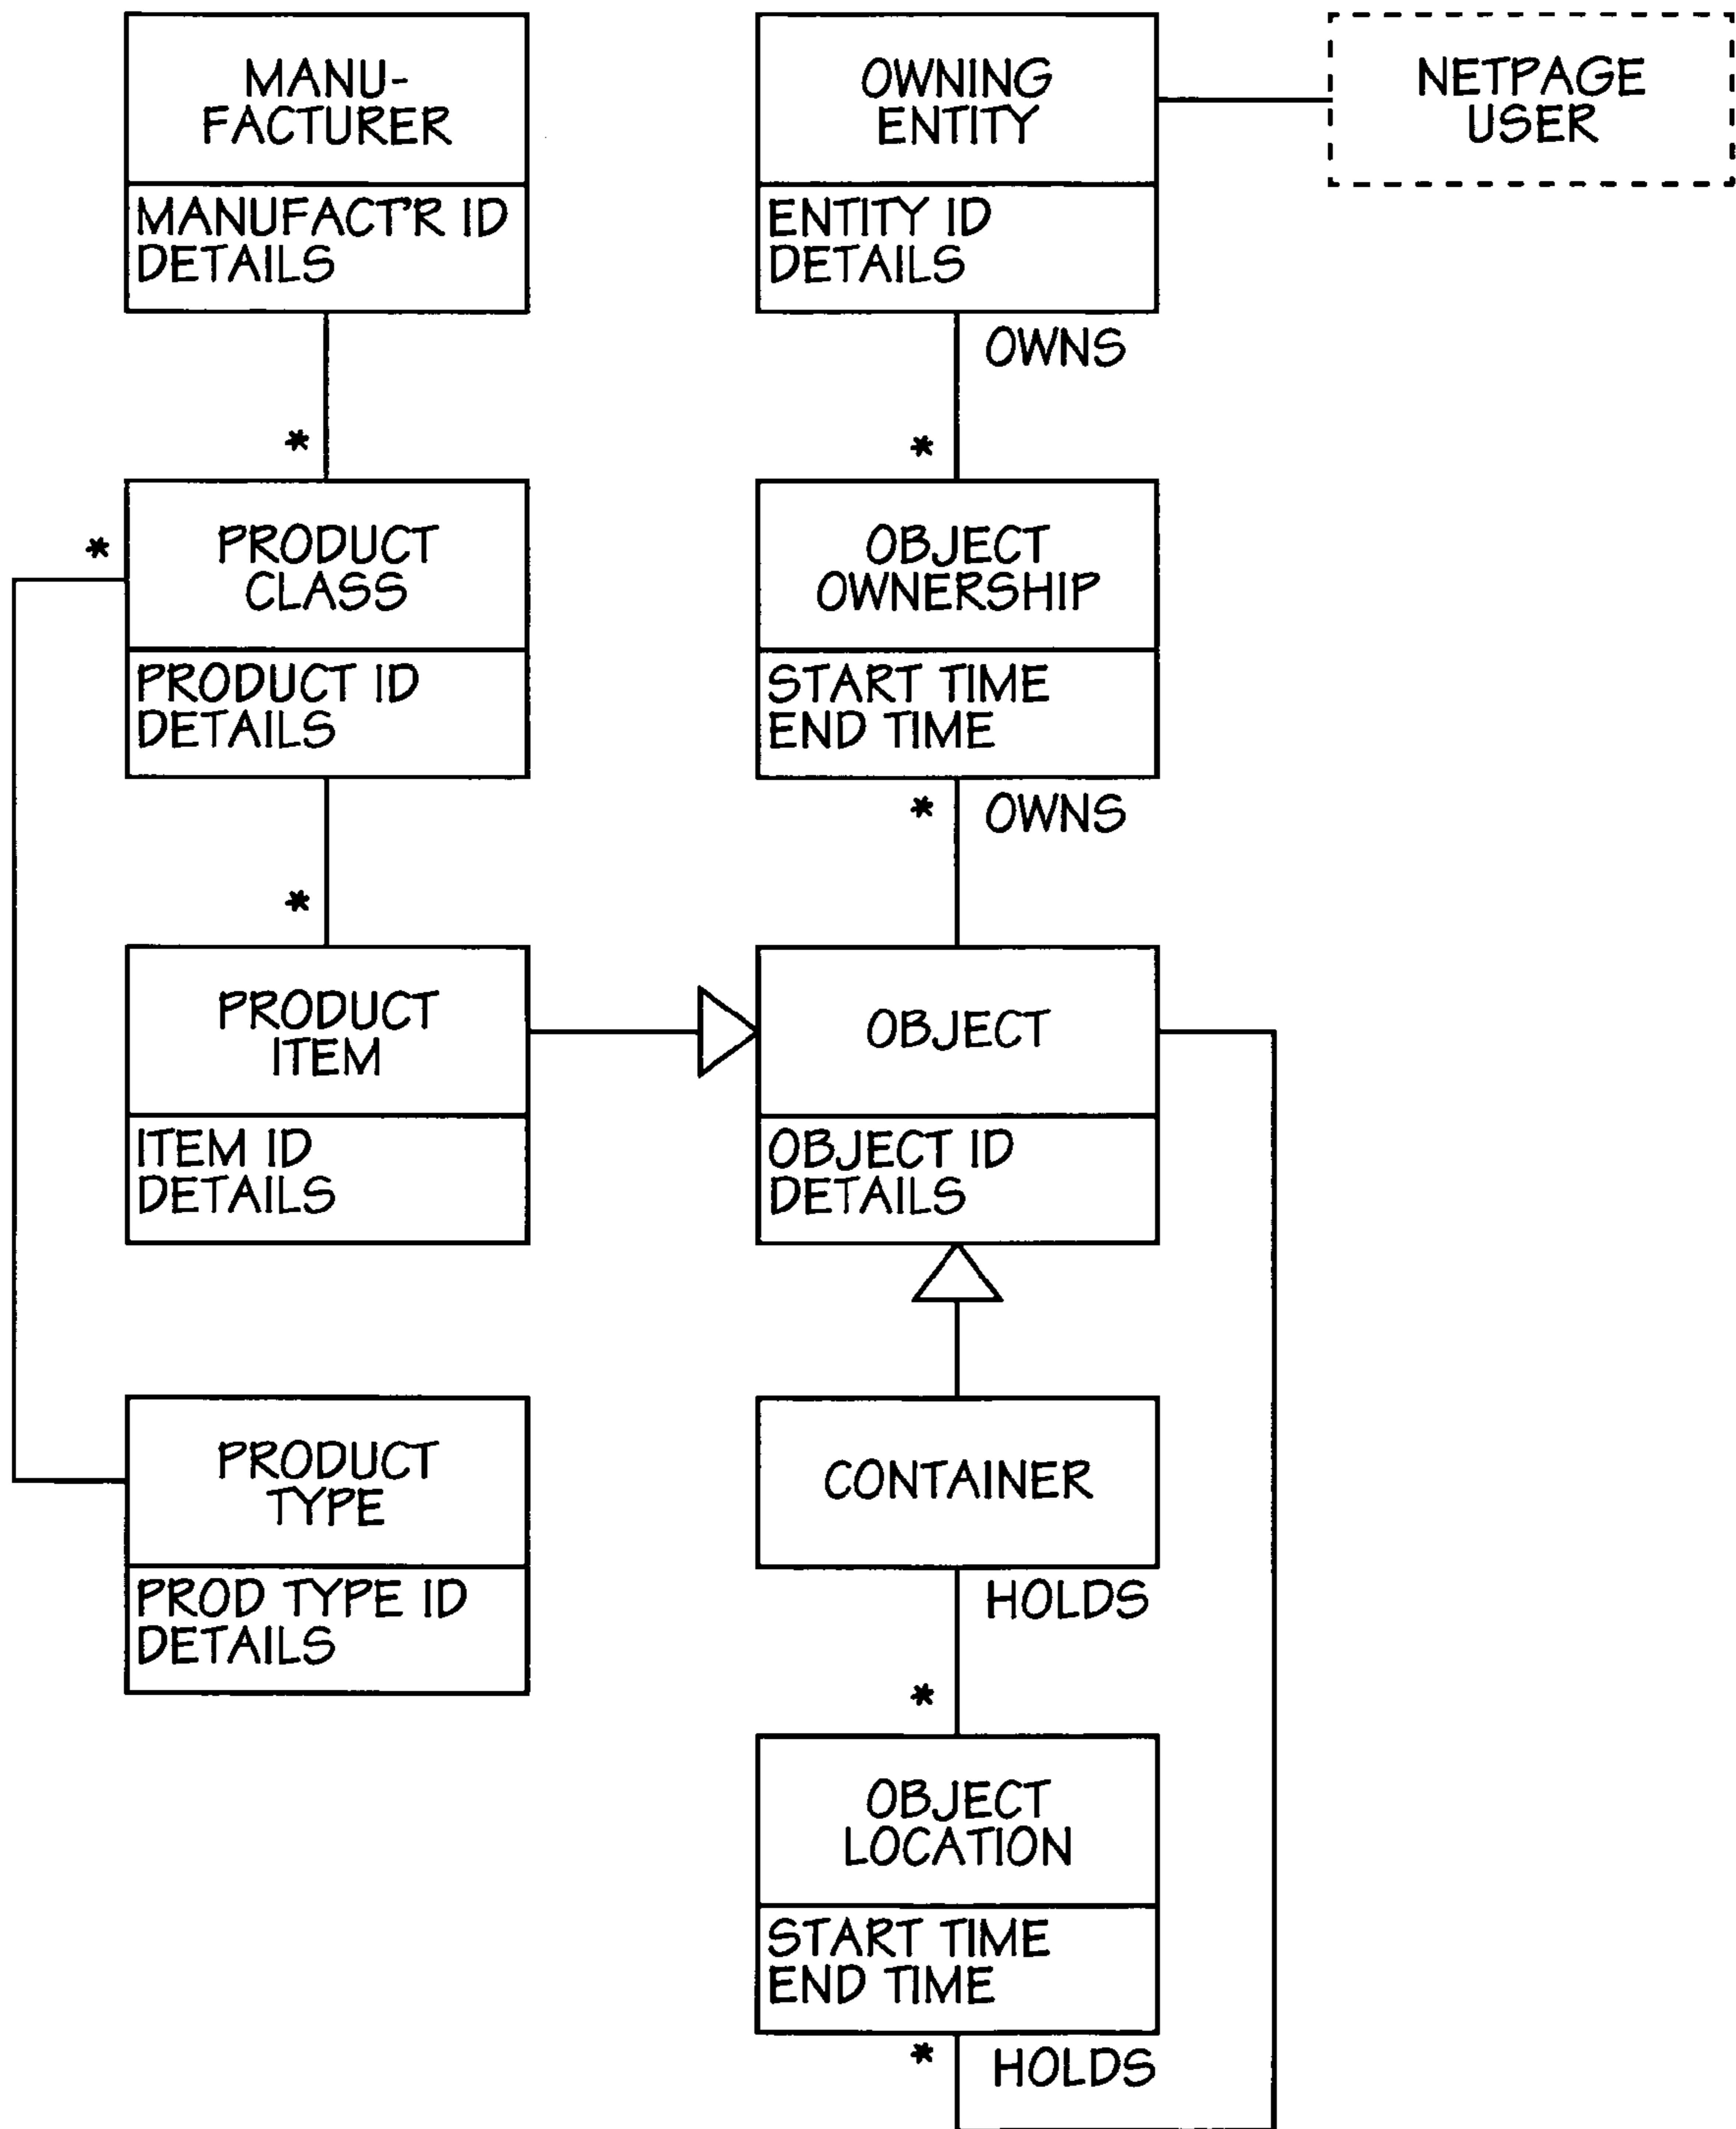 MANU-
FACTURER
MANUFACT'R ID
DETAILS
OWNING
ENTITY
ENTITY ID
DETAILS
NETPAGE
USER
OWNS
*
*
PRODUCT
CLASS
PRODUCT ID
DETAILS
*
OBJECT
OWNERSHIP
START TIME
END TIME
* OWNS
*
PRODUCT
ITEM
ITEM ID
DETAILS
OBJECT
OBJECT ID
DETAILS
PRODUCT
TYPE
PROD TYPE ID
DETAILS
CONTAINER
HOLDS
*
OBJECT
LOCATION
START TIME
END TIME
* HOLDS